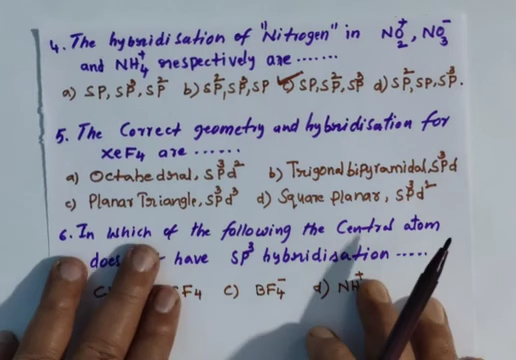 4. The hybridisation of "Nitrogen" in NO₂⁺, NO₃⁻
and NH₄⁺ respectively are .......
a) SP, SP³, SP² b) SP², SP³, SP c) SP, SP², SP³ d) SP², SP, SP³.
5. The Correct geometry and hybridisation for
XeF4 are ......
a) Octahedral, SP³d² b) Trigonal bipyramidal, SP³d
c) Planar Triangle, SP³d³ d) Square planar, SP³d²
6. In which of the following the Central atom
does have SP³ hybridisation .....
F4 c) BF₄⁻ d)